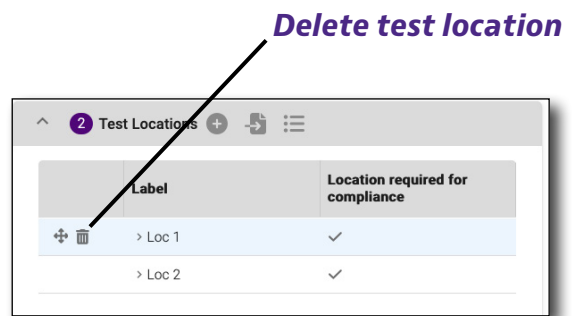 Delete test location
2 Test Locations
Label
Location required for
compliance
> Loc 1
> Loc 2